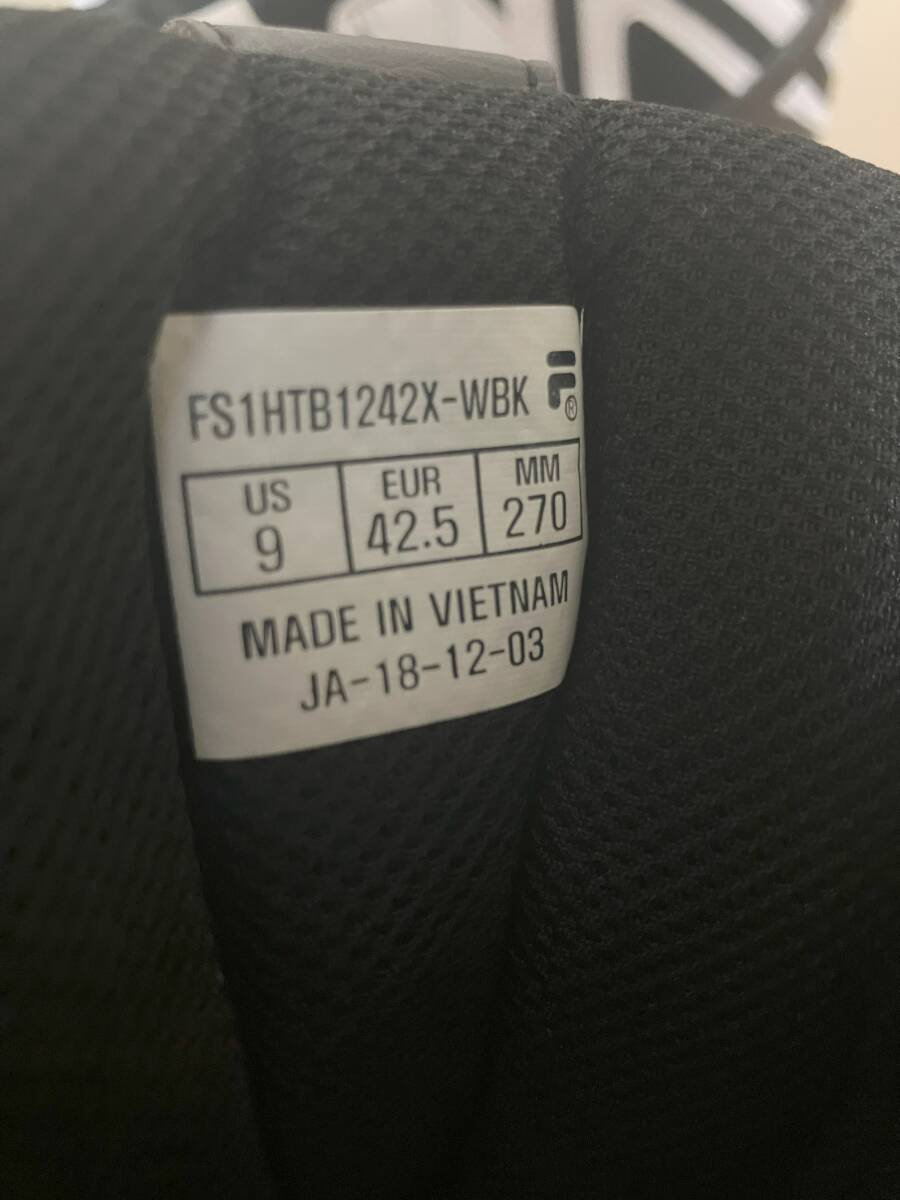 FS1HTB1242X-WBK F®
US EUR MM
9 42.5 270
MADE IN VIETNAM
JA-18-12-03